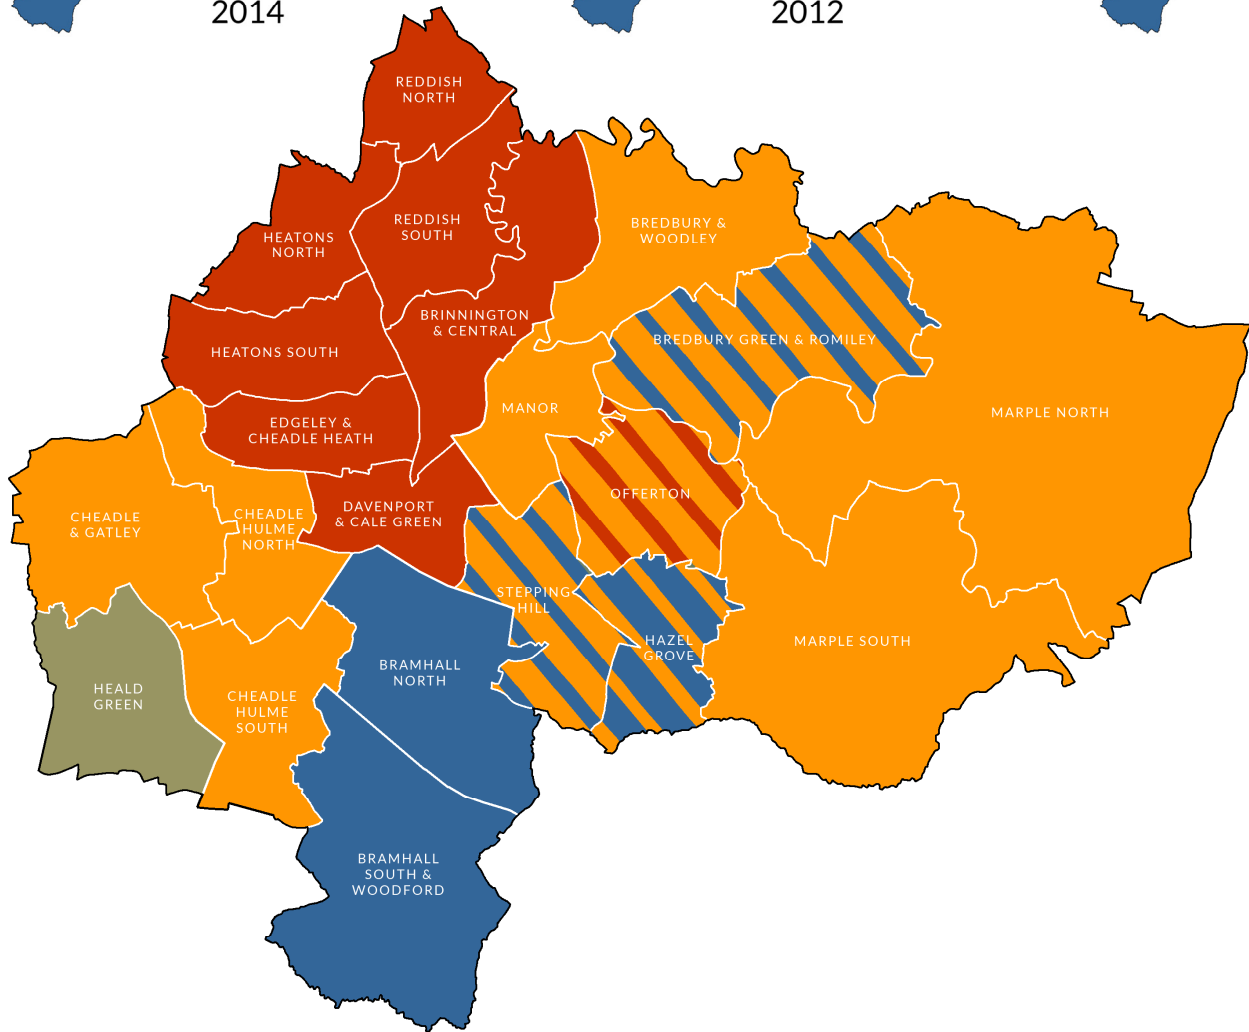 2014
2012
REDDISH
NORTH
REDDISH
SOUTH
BREDBURY &
WOODLEY
HEATONS
NORTH
BRINNINGTON
& CENTRAL
BREDBURY GREEN & ROMILEY
HEATONS SOUTH
MANOR
MARPLE NORTH
EDGELEY &
CHEADLE HEATH
OFFERTON
DAVENPORT
& CALE GREEN
CHEADLE
& GATLEY
CHEADLE
HULME
NORTH
STEPPING
HILL
HAZEL
GROVE
MARPLE SOUTH
BRAMHALL
NORTH
HEALD
GREEN
CHEADLE
HULME
SOUTH
BRAMHALL
SOUTH &
WOODFORD